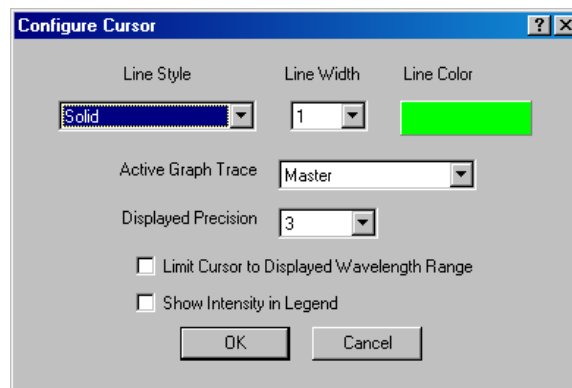 Configure Cursor
Line Style Line Width Line Color
Solid 1
Active Graph Trace Master
Displayed Precision 3
Limit Cursor to Displayed Wavelength Range
Show Intensity in Legend
OK Cancel